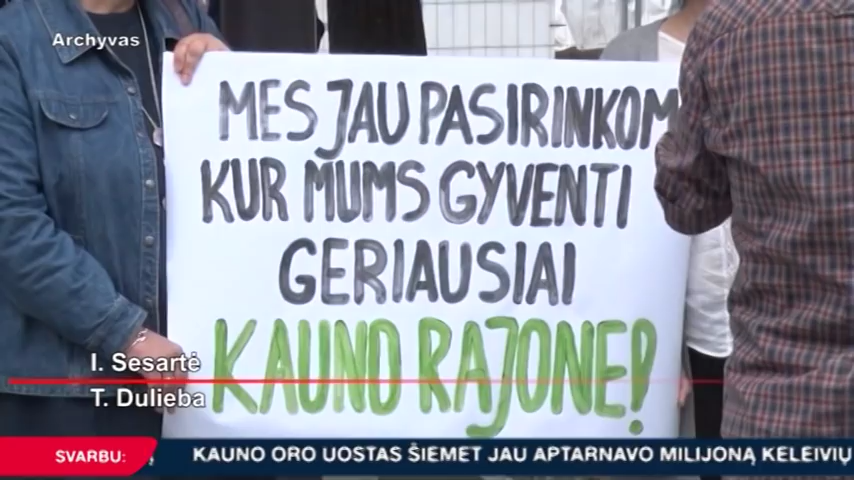 Archyvas
MES JAU PASIRINKOM
KUR MUMS GYVENTI
GERIAUSIAI
KAUNO RAJONE!
I. Sesartė
T. Dulieba
SVARBU:
KAUNO ORO UOSTAS ŠIEMET JAU APTARNAVO MILIJONĄ KELEIVIŲ